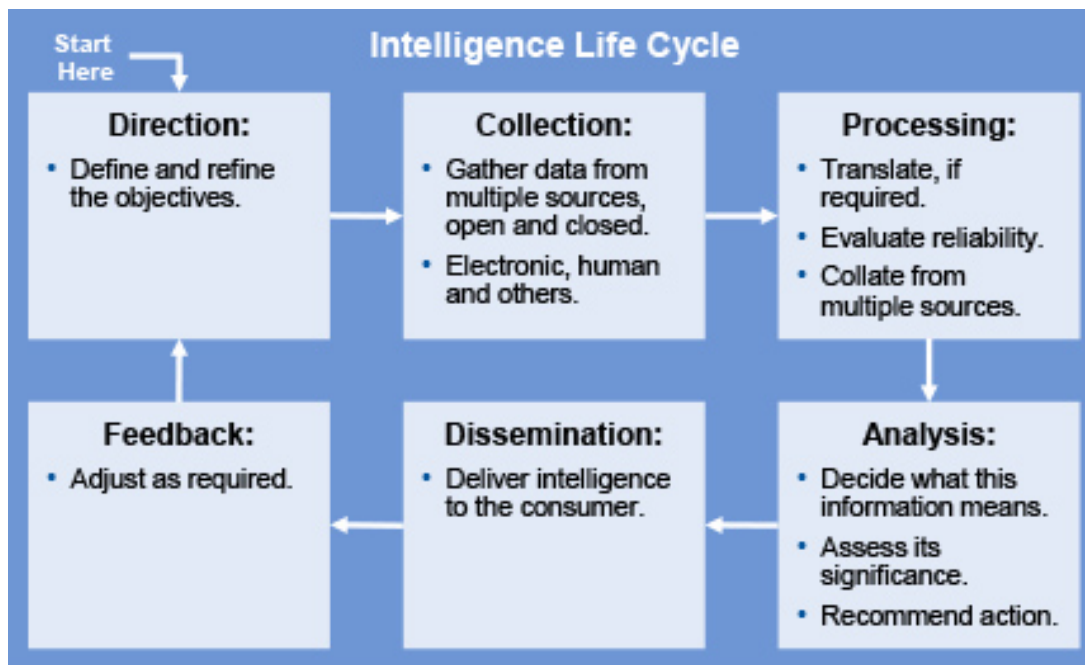 Intelligence Life Cycle
Start
Here
Direction:
• Define and refine
the objectives.
Collection:
• Gather data from
multiple sources,
open and closed.
• Electronic, human
and others.
Processing:
• Translate, if
required.
• Evaluate reliability.
• Collate from
multiple sources.
Analysis:
• Decide what this
information means.
• Assess its
significance.
• Recommend action.
Dissemination:
• Deliver intelligence
to the consumer.
Feedback:
• Adjust as required.